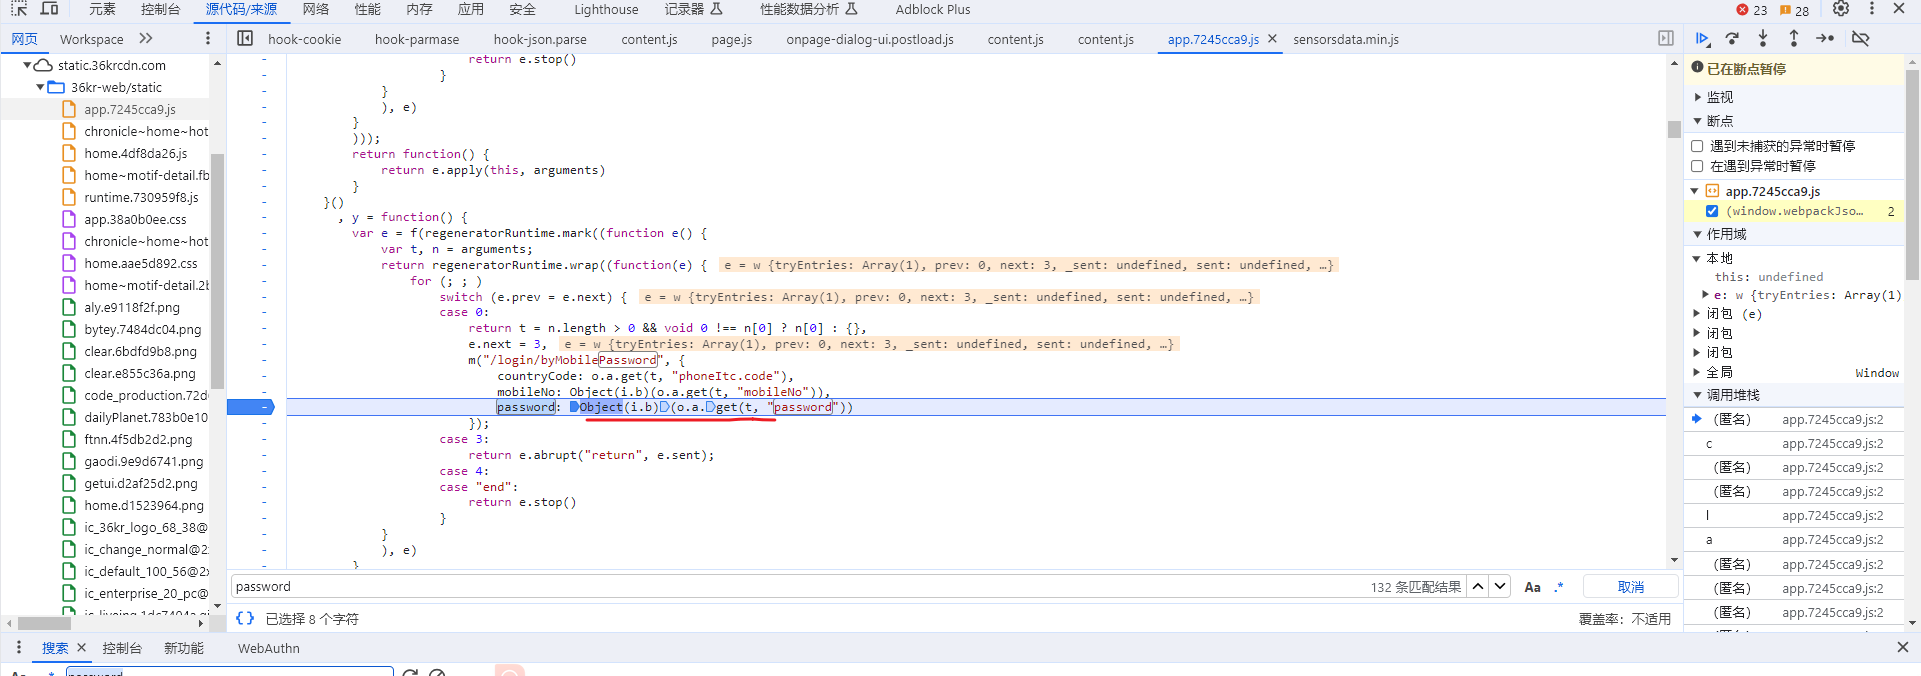 元素 控制台 源代码/来源 网络 性能 内存 应用 安全 Lighthouse 记录器 性能数据分析 Adblock Plus 23 28
网页 Workspace
hook-cookie hook-parmase hook-json.parse content.js page.js onpage-dialog-ui.postload.js content.js content.js app.7245cca9.js sensorsdata.min.js
static.36krcdn.com
36kr-web/static
app.7245cca9.js
chronicle~home~hot
home.4df8da26.js
home~motif-detail.fb
runtime.730959f8.js
app.38a0b0ee.css
chronicle~home~hot
home.aae5d892.css
home~motif-detail.2b
aly.e9118f2f.png
bytey.7484dc04.png
clear.6bdfd9b8.png
clear.e855c36a.png
code_production.72d
dailyPlanet.783b0e10
ftnn.4f5db2d2.png
gaodi.9e9d6741.png
getui.d2af25d2.png
home.d1523964.png
ic_36kr_logo_68_38@
ic_change_normal@2
ic_default_100_56@2x
ic_enterprise_20_pc@
return e.stop()
}
}
), e)
}
)));
return function() {
return e.apply(this, arguments)
}
}()
, y = function() {
var e = f(regeneratorRuntime.mark((function e() {
var t, n = arguments;
return regeneratorRuntime.wrap((function(e) { e = w {tryEntries: Array(1), prev: 0, next: 3, _sent: undefined, sent: undefined, …}
for (; ; )
switch (e.prev = e.next) { e = w {tryEntries: Array(1), prev: 0, next: 3, _sent: undefined, sent: undefined, …}
case 0:
return t = n.length > 0 && void 0 !== n[0] ? n[0] : {},
e.next = 3, e = w {tryEntries: Array(1), prev: 0, next: 3, _sent: undefined, sent: undefined, …}
m("/login/byMobilePassword", {
countryCode: o.a.get(t, "phoneItc.code"),
mobileNo: Object(i.b)(o.a.get(t, "mobileNo")),
password: Object(i.b)(o.a.get(t, "password"))
});
case 3:
return e.abrupt("return", e.sent);
case 4:
case "end":
return e.stop()
}
}
), e)
}
password 132 条匹配结果 Aa .* 取消
{} 已选择 8 个字符 覆盖率: 不适用
已在断点暂停
监视
断点
遇到未捕获的异常时暂停
在遇到异常时暂停
app.7245cca9.js
(window.webpackJso… 2
作用域
本地
this: undefined
e: w {tryEntries: Array(1)
闭包 (e)
闭包
闭包
全局 Window
调用堆栈
(匿名) app.7245cca9.js:2
c app.7245cca9.js:2
(匿名) app.7245cca9.js:2
(匿名) app.7245cca9.js:2
l app.7245cca9.js:2
a app.7245cca9.js:2
(匿名) app.7245cca9.js:2
(匿名) app.7245cca9.js:2
(匿名) app.7245cca9.js:2
搜索 控制台 新功能 WebAuthn